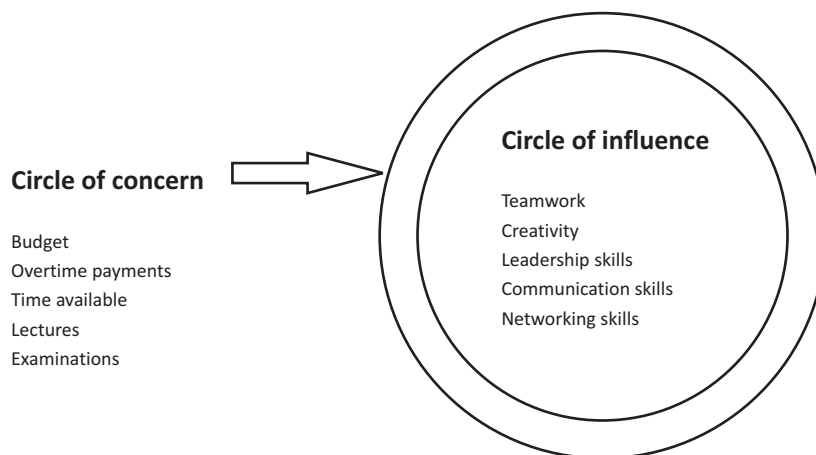 Circle of concern
Budget
Overtime payments
Time available
Lectures
Examinations
Circle of influence
Teamwork
Creativity
Leadership skills
Communication skills
Networking skills